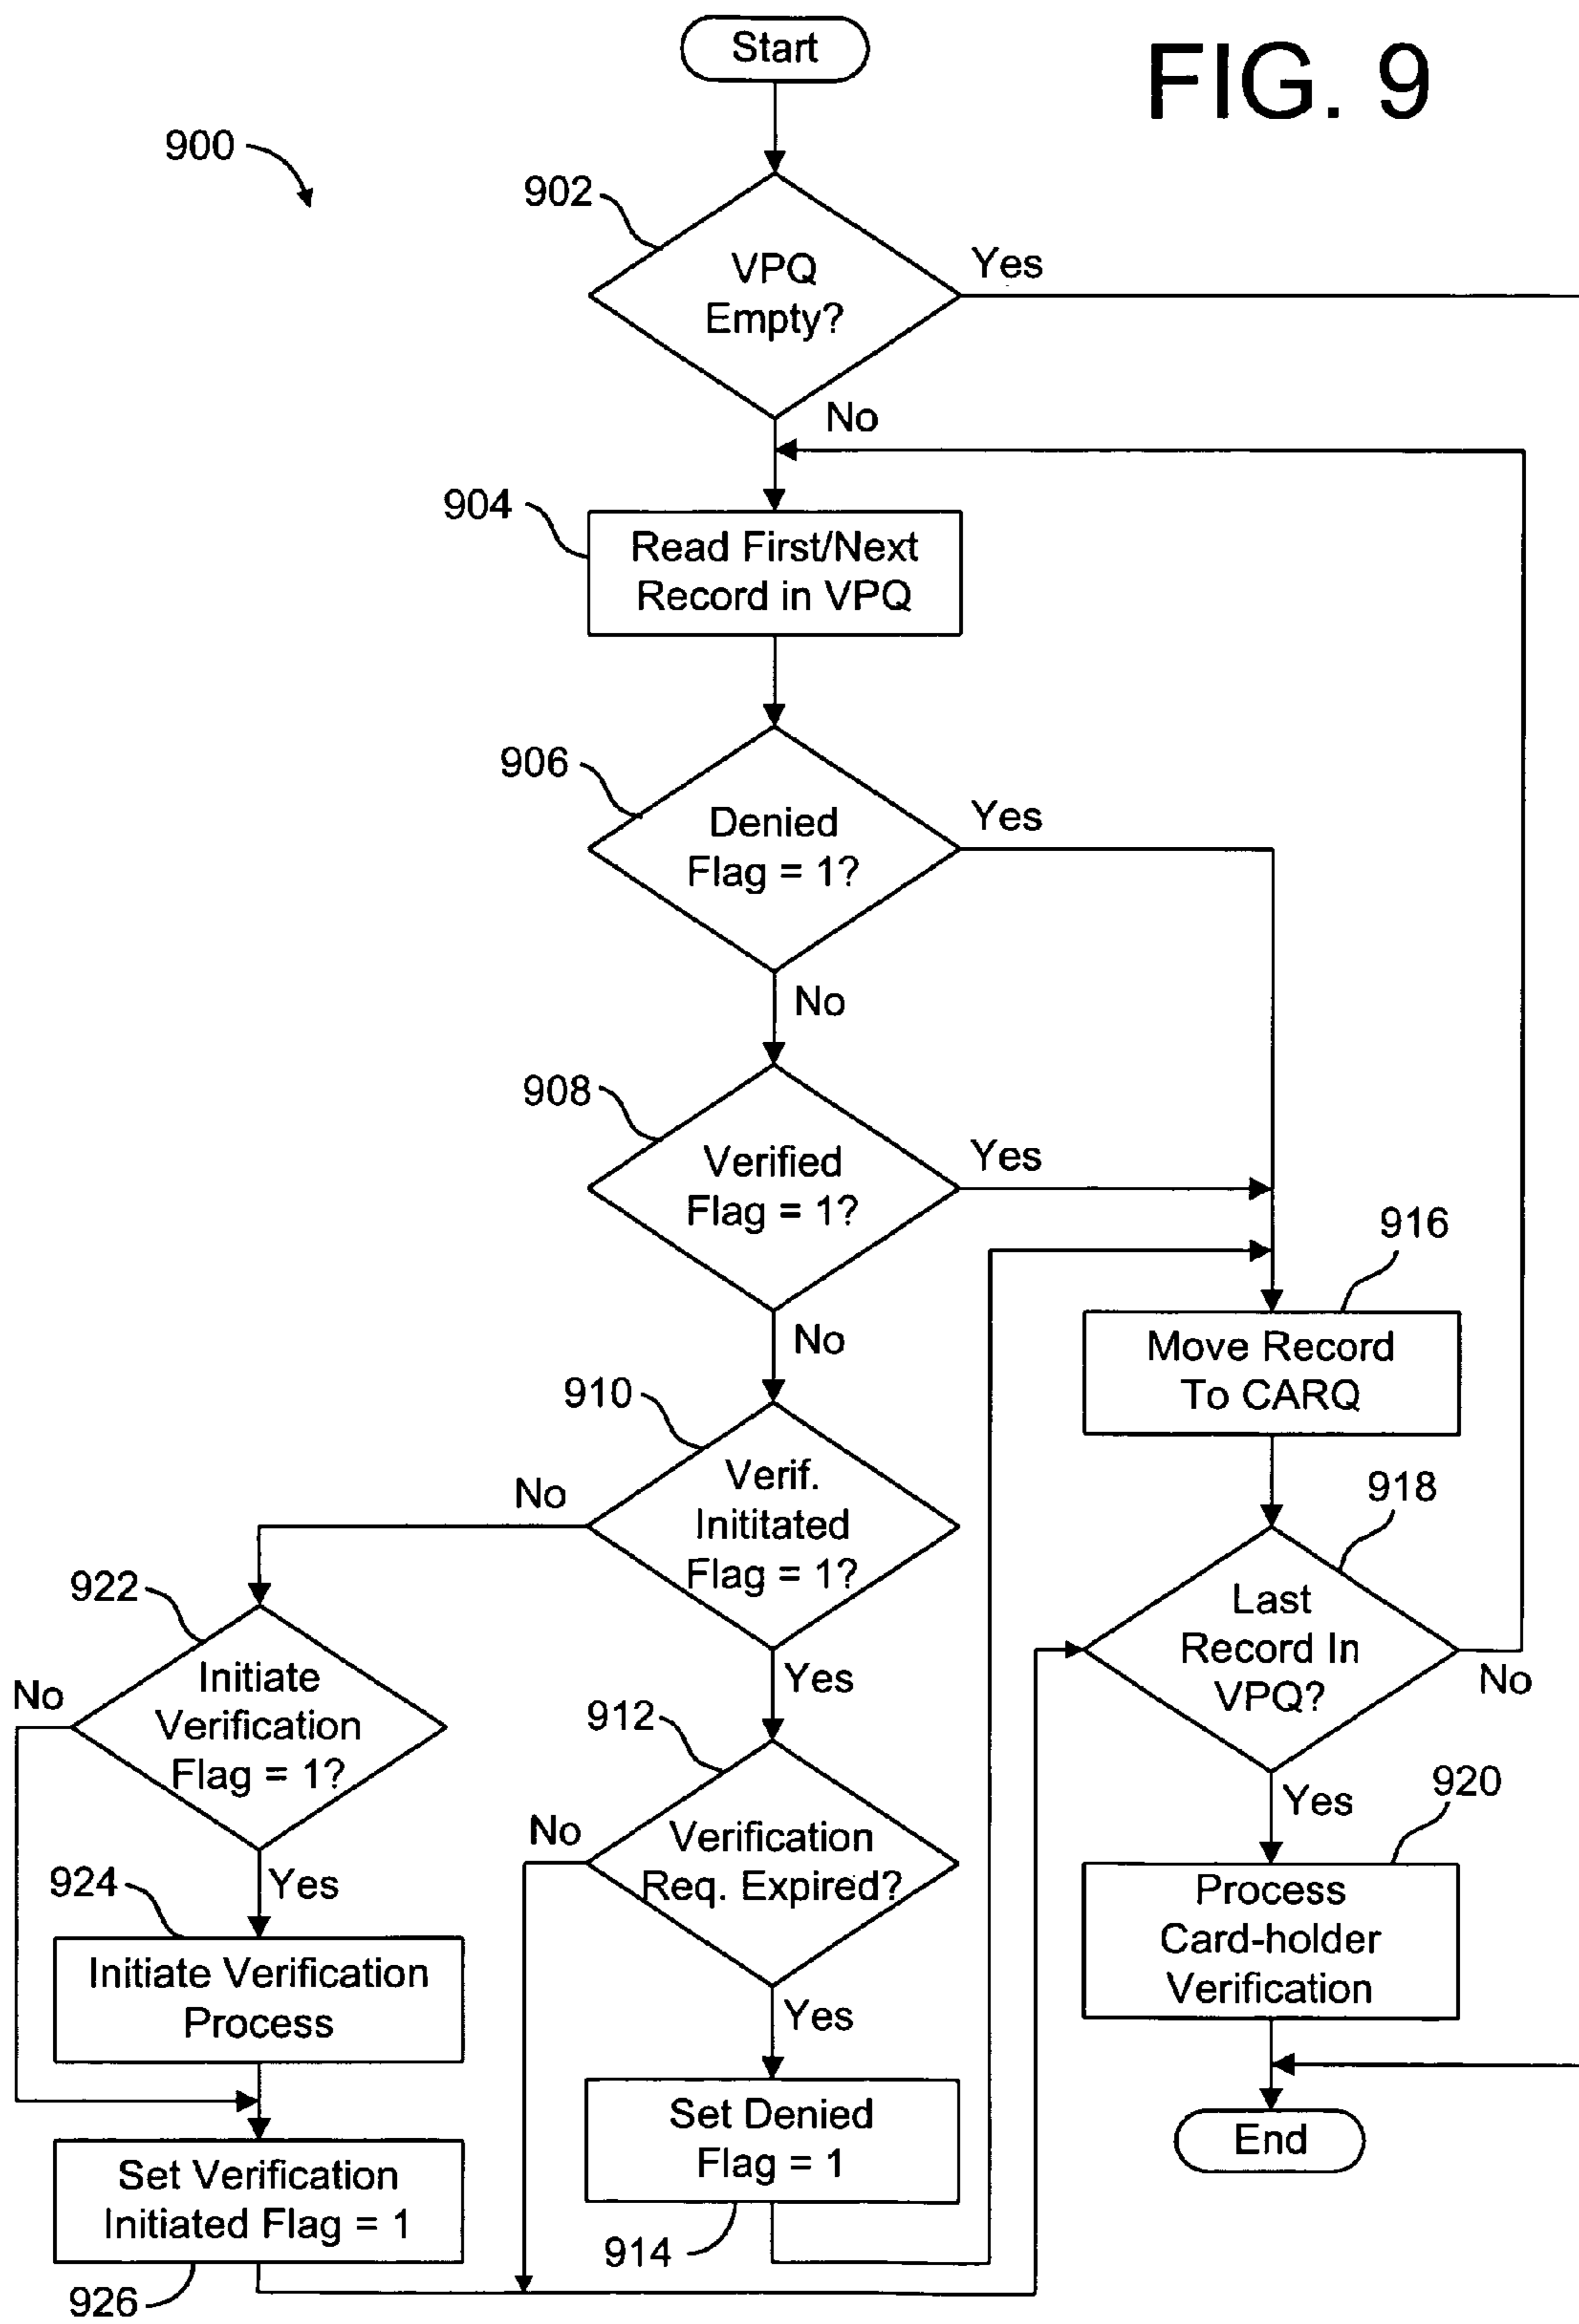 Start
FIG. 9
900
902
VPQ
Empty?
Yes
No
904
Read First/Next
Record in VPQ
906
Denied
Flag = 1?
Yes
No
908
Verified
Flag = 1?
Yes
No
916
Move Record
To CARQ
910
Verif.
Inititated
Flag = 1?
No
Yes
918
Last
Record In
VPQ?
No
Yes
922
Initiate
Verification
Flag = 1?
No
Yes
912
Verification
Req. Expired?
No
Yes
920
Process
Card-holder
Verification
924
Initiate Verification
Process
Set Denied
Flag = 1
914
End
Set Verification
Initiated Flag = 1
926